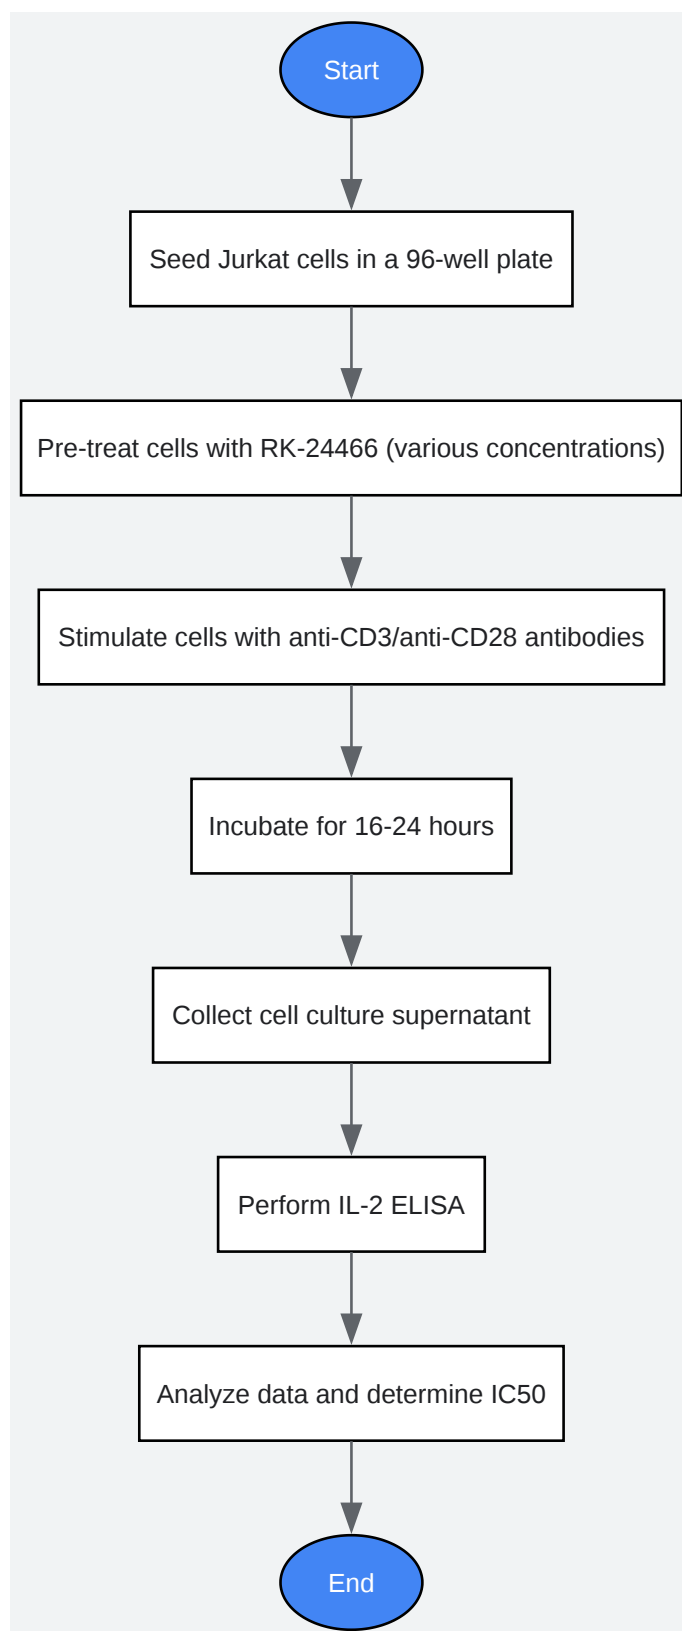 Start
Seed Jurkat cells in a 96-well plate
Pre-treat cells with RK-24466 (various concentrations)
Stimulate cells with anti-CD3/anti-CD28 antibodies
Incubate for 16-24 hours
Collect cell culture supernatant
Perform IL-2 ELISA
Analyze data and determine IC50
End